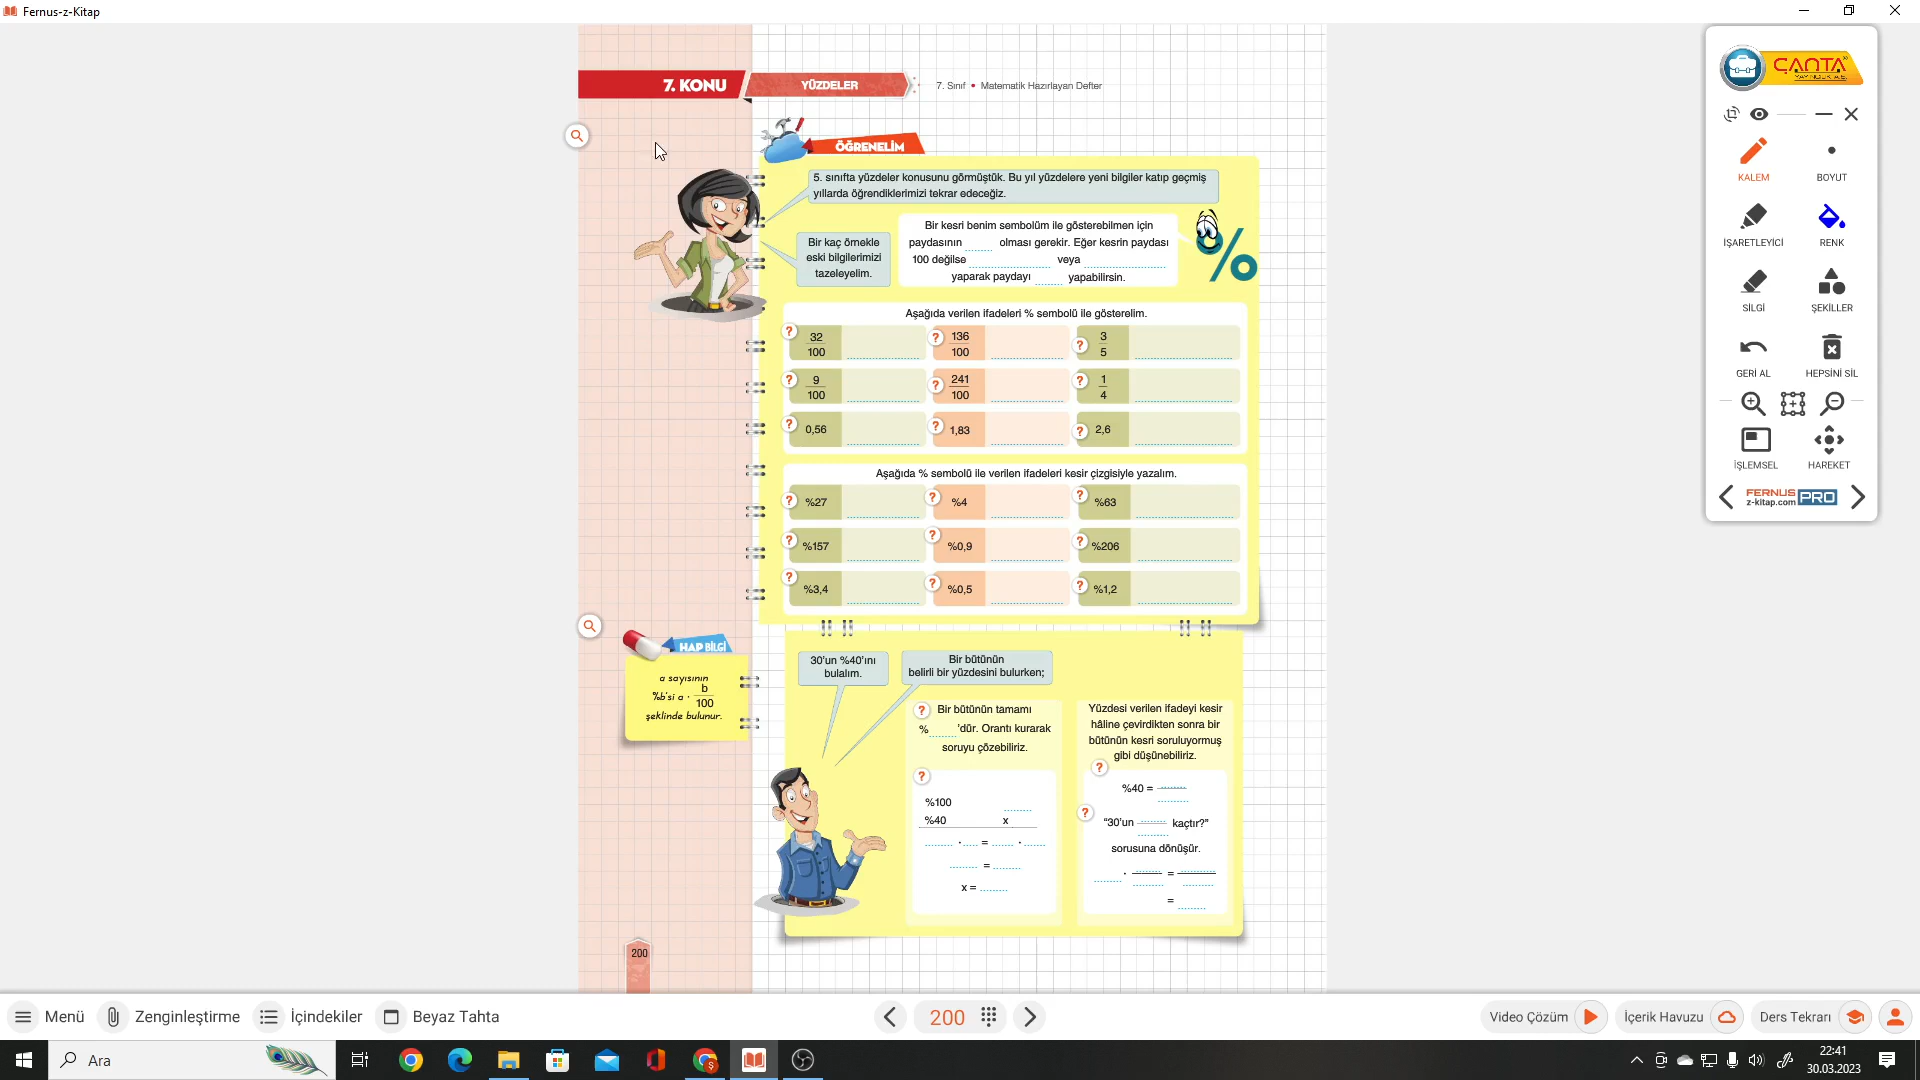 Fernus-z-Kitap
7. KONU
YÜZDELER
7. Sınıf • Matematik Hazırlayan Defter
ÖĞRENELİM
5. sınıfta yüzdeler konusunu görmüştük. Bu yıl yüzdelere yeni bilgiler katıp geçmiş
yıllarda öğrendiklerimizi tekrar edeceğiz.
Bir kaç örnekle
eski bilgilerimizi
tazeleyelim.
Bir kesri benim sembolüm ile gösterebilmen için
paydasının ...... olması gerekir. Eğer kesrin paydası
100 değilse ...... veya ......
yaparak paydayı ...... yapabilirsin.
%
Aşağıda verilen ifadeleri % sembolü ile gösterelim.
? 32/100 ? 136/100 ? 3/5
? 9/100 ? 241/100 ? 1/4
? 0,56 ? 1,83 ? 2,6
Aşağıda % sembolü ile verilen ifadeleri kesir çizgisiyle yazalım.
? %27 ? %4 ? %63
? %157 ? %0,9 ? %206
? %3,4 ? %0,5 ? %1,2
HAP BİLGİ
a sayısının
%b'si a · b/100
şeklinde bulunur.
30'un %40'ını
bulalım.
Bir bütünün
belirli bir yüzdesini bulurken;
? Bir bütünün tamamı
% ...... 'dür. Orantı kurarak
soruyu çözebiliriz.
?
%100 ......
%40 x
...... · ...... = ...... · ......
...... = ......
x = ......
Yüzdesi verilen ifadeyi kesir
hâline çevirdikten sonra bir
bütünün kesri soruluyormuş
gibi düşünebiliriz.
?
%40 = ......
?
"30'un ...... kaçtır?"
sorusuna dönüşür.
...... · ...... = ......
= ......
200
ÇANTA
YAYINCILIK A.Ş.
KALEM
BOYUT
İŞARETLEYİCİ
RENK
SİLGİ
ŞEKİLLER
GERİ AL
HEPSİNİ SİL
İŞLEMSEL
HAREKET
FERNUS
z-kitap.com
PRO
Menü
Zenginleştirme
İçindekiler
Beyaz Tahta
200
Video Çözüm
İçerik Havuzu
Ders Tekrarı
Ara
22:41
30.03.2023